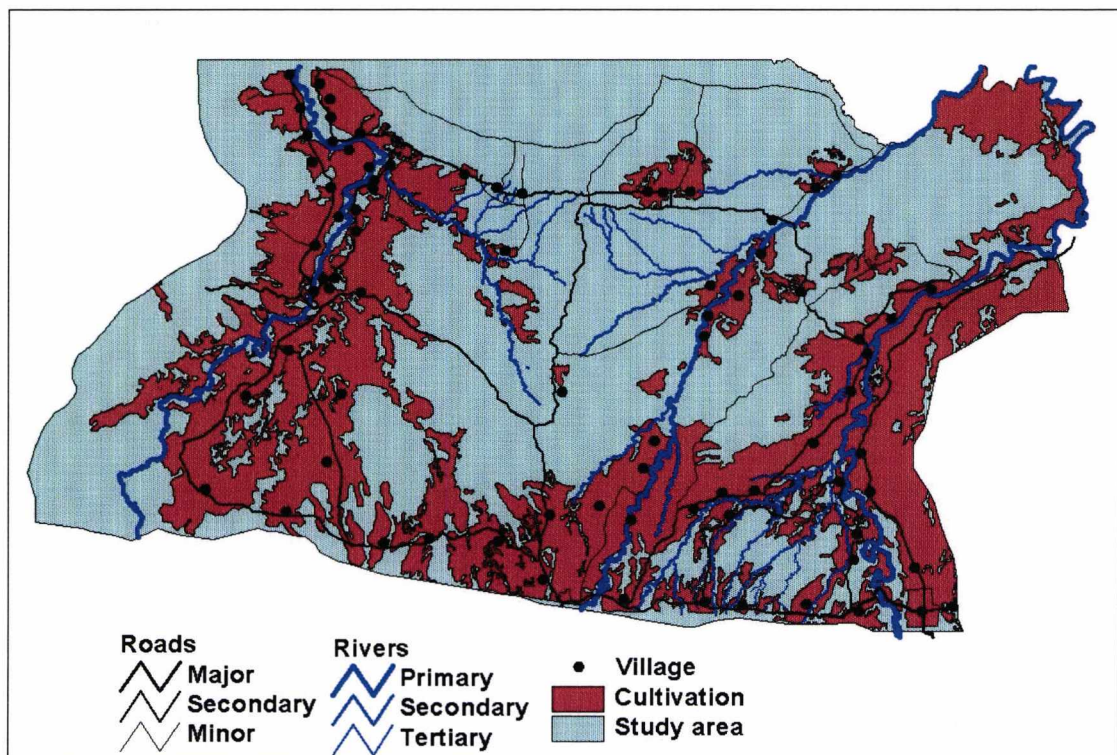 Roads
Major
Secondary
Minor
Rivers
Primary
Secondary
Tertiary
Village
Cultivation
Study area